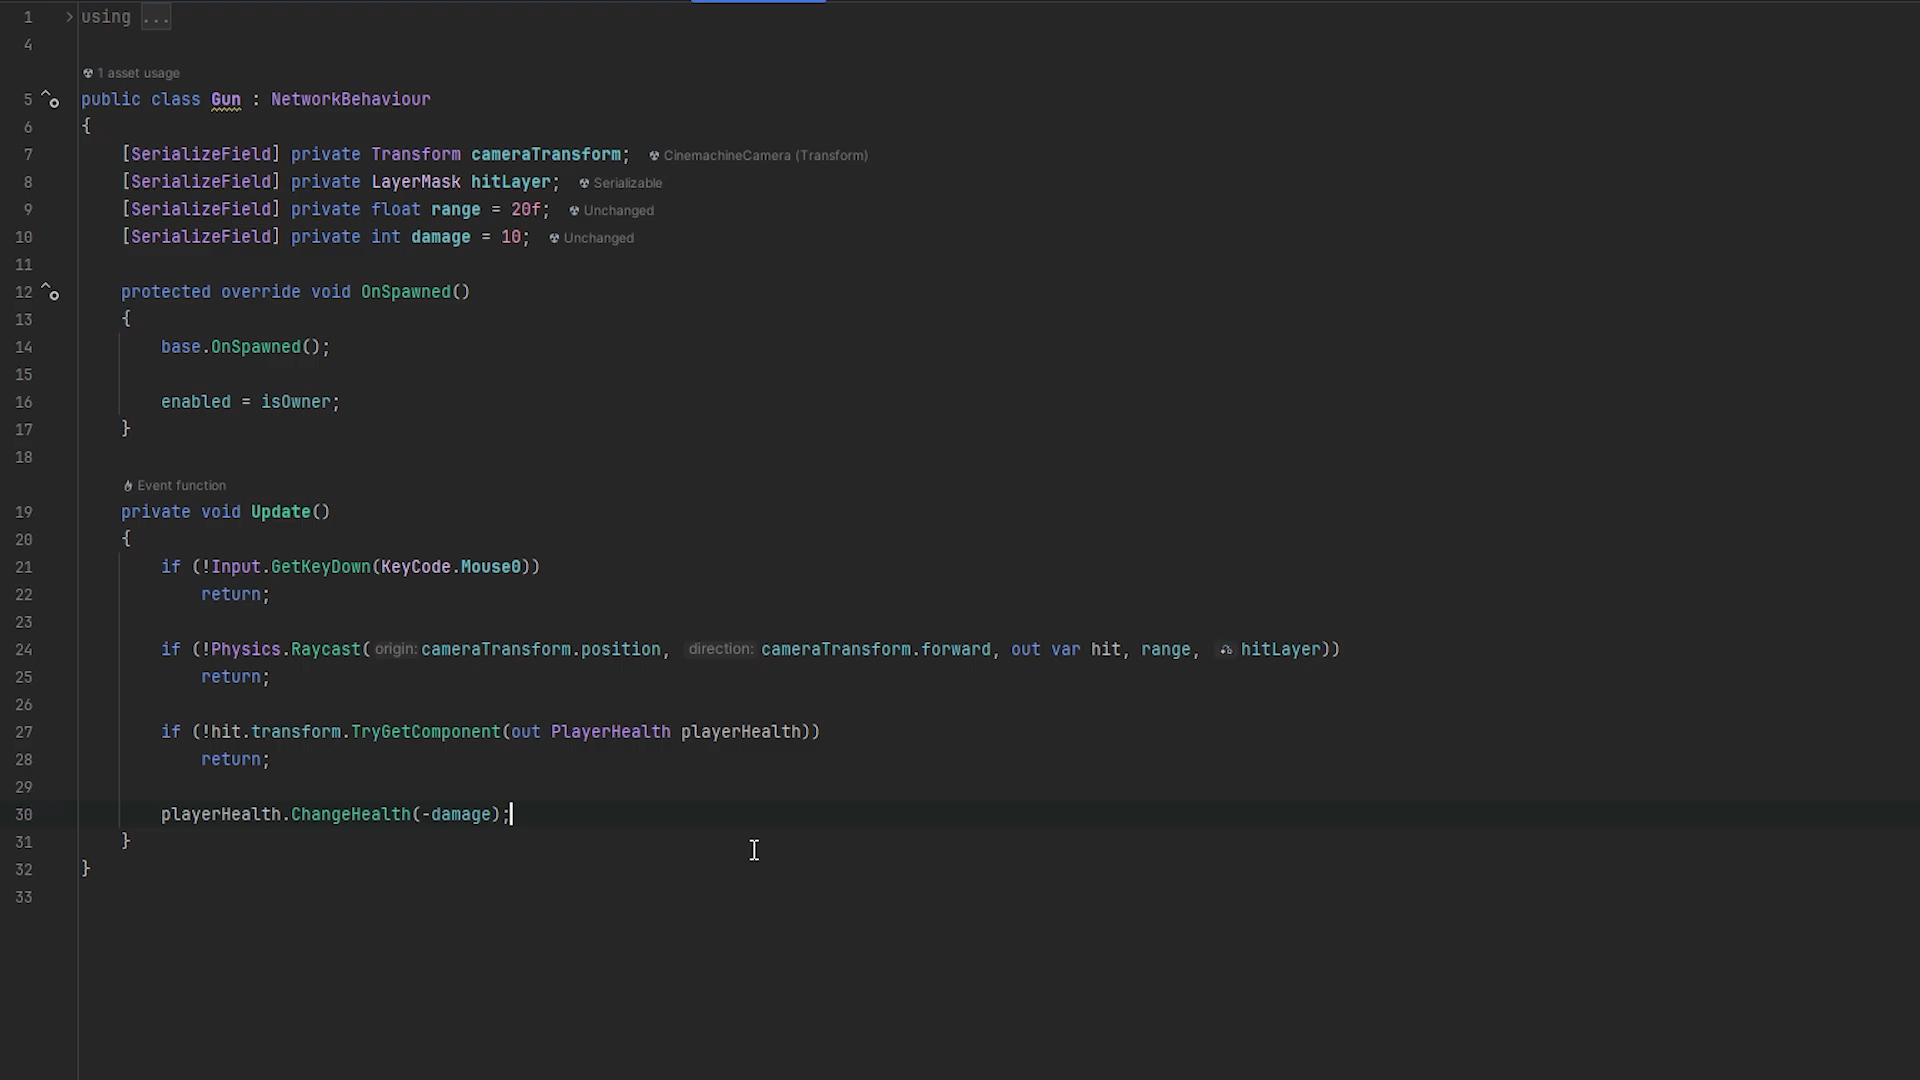 1 using ...
4
1 asset usage
5 public class Gun : NetworkBehaviour
6 {
7 [SerializeField] private Transform cameraTransform; CinemachineCamera (Transform)
8 [SerializeField] private LayerMask hitLayer; Serializable
9 [SerializeField] private float range = 20f; Unchanged
10 [SerializeField] private int damage = 10; Unchanged
11
12 protected override void OnSpawned()
13 {
14 base.OnSpawned();
15
16 enabled = isOwner;
17 }
18
Event function
19 private void Update()
20 {
21 if (!Input.GetKeyDown(KeyCode.Mouse0))
22 return;
23
24 if (!Physics.Raycast( origin: cameraTransform.position, direction: cameraTransform.forward, out var hit, range, hitLayer))
25 return;
26
27 if (!hit.transform.TryGetComponent(out PlayerHealth playerHealth))
28 return;
29
30 playerHealth.ChangeHealth(-damage);
31 }
32 }
33